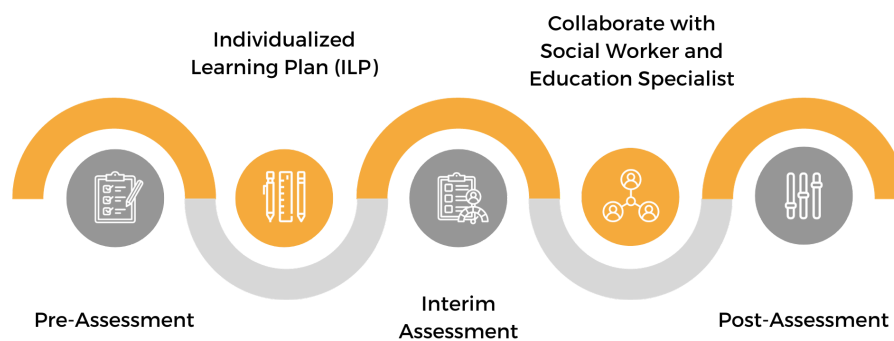 Individualized
Learning Plan (ILP)
Collaborate with
Social Worker and
Education Specialist
Pre-Assessment
Interim
Assessment
Post-Assessment